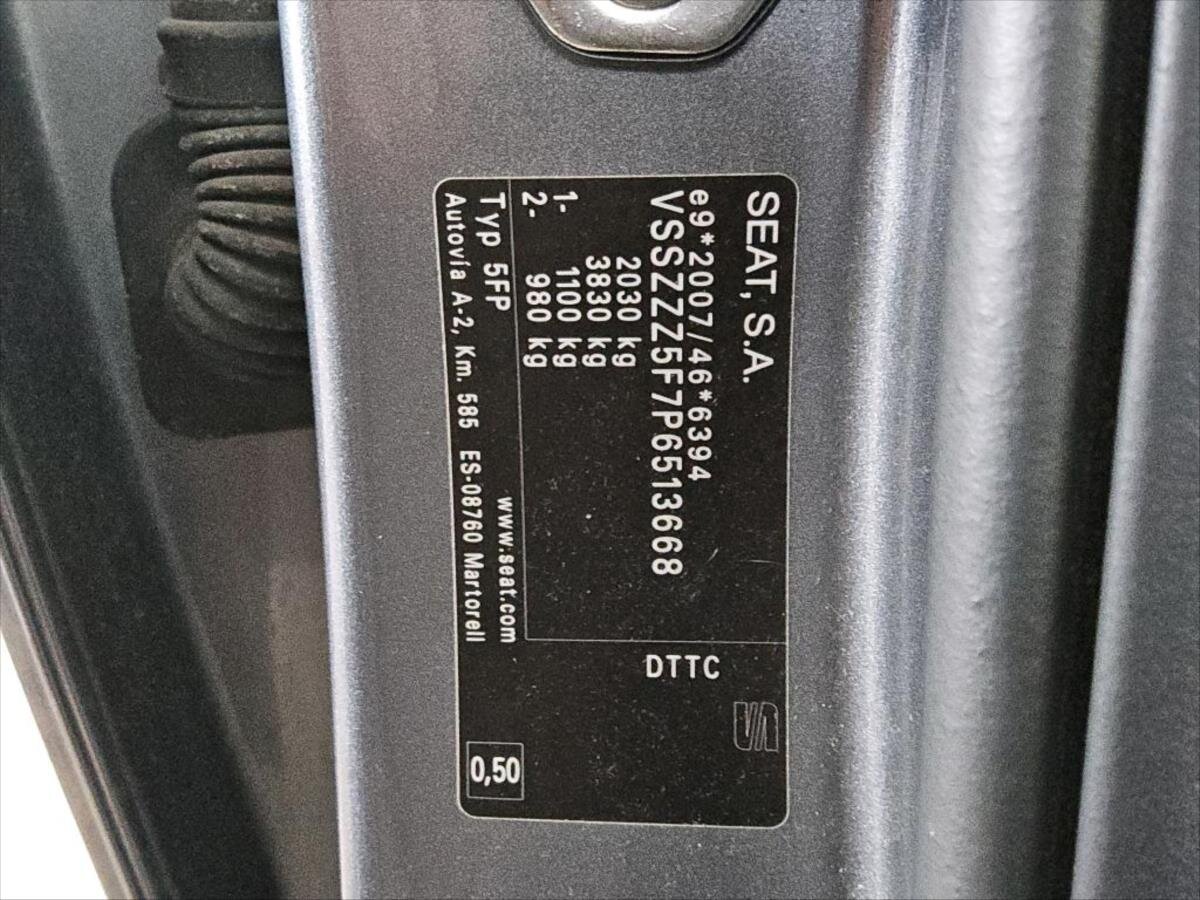 SEAT, S.A.
e9*2007/46*6394
VSSZZZ5F7P6513668
2030 kg
3830 kg
1- 1100 kg
2- 980 kg
DTTC
Typ 5FP www.seat.com
Autovía A-2, Km. 585 ES-08760 Martorell
0,50